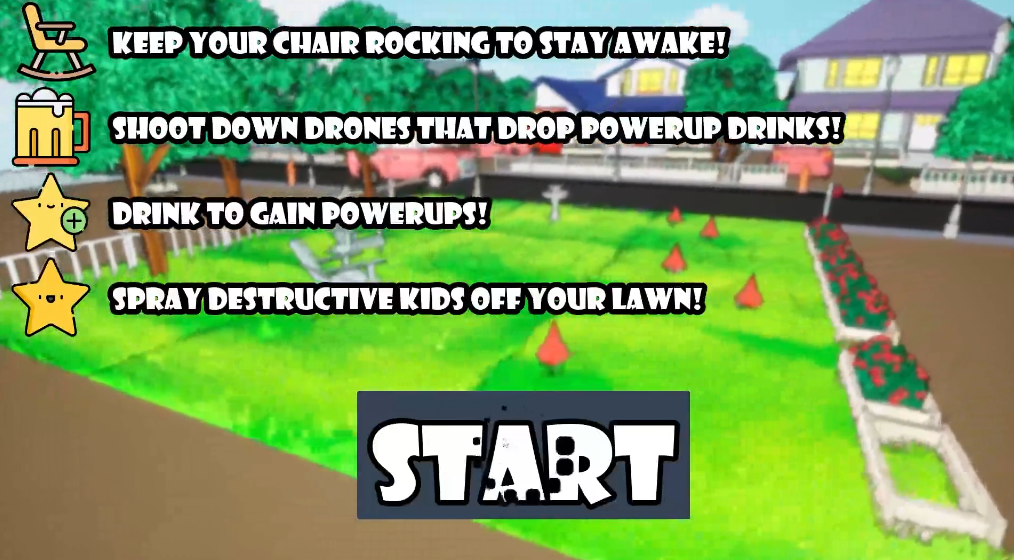 KEEP YOUR CHAIR ROCKING TO STAY AWAKE!
SHOOT DOWN DRONES THAT DROP POWERUP DRINKS!
DRINK TO GAIN POWERUPS!
SPRAY DESTRUCTIVE KIDS OFF YOUR LAWN!
START